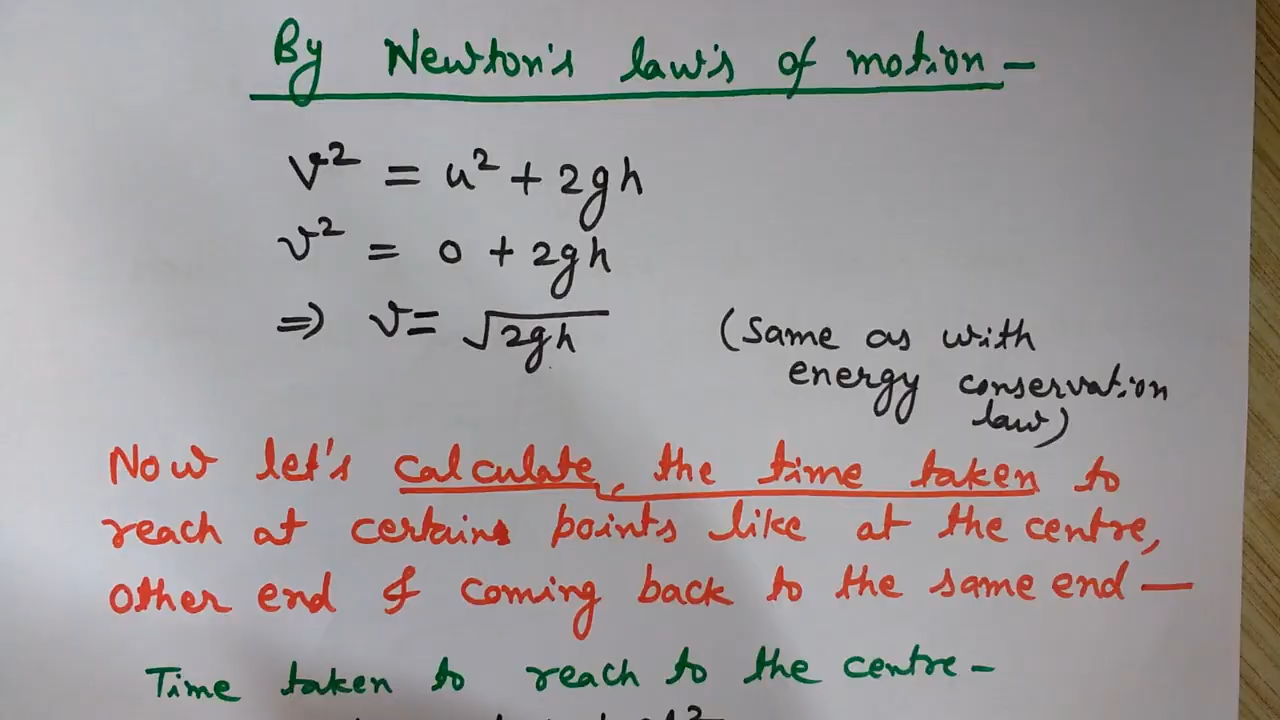 By Newton's law's of motion -
v² = u² + 2gh
v² = 0 + 2gh
⇒ v = √2gh
(Same as with
energy conservation
law)
Now let's calculate, the time taken to
reach at certains points like at the centre,
other end & coming back to the same end —
Time taken to reach to the centre -